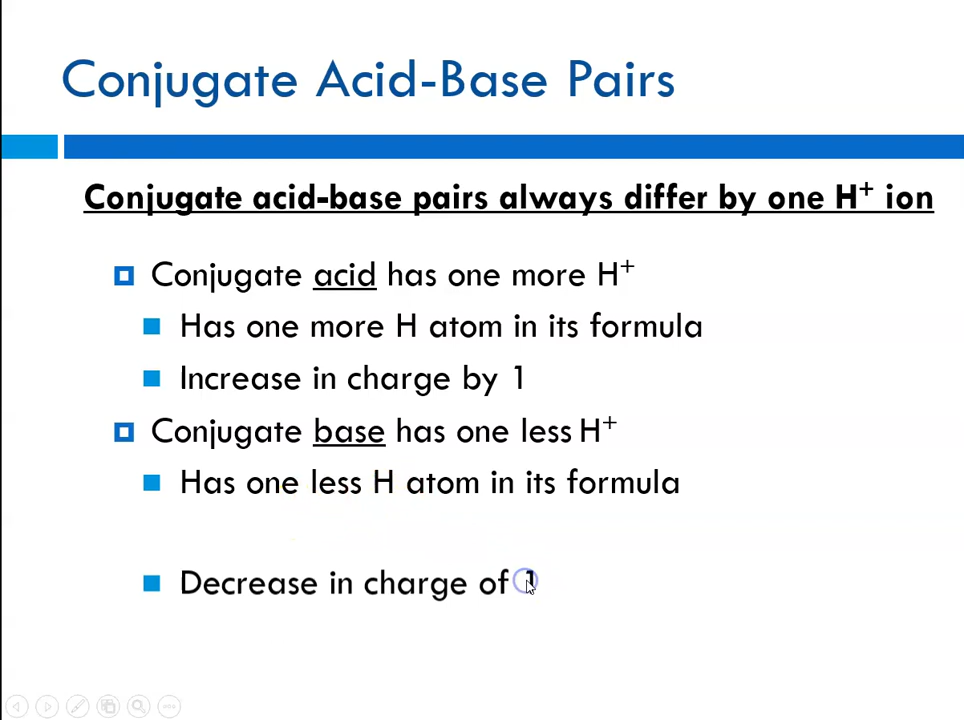 Conjugate Acid-Base Pairs
Conjugate acid-base pairs always differ by one H⁺ ion
Conjugate acid has one more H⁺
Has one more H atom in its formula
Increase in charge by 1
Conjugate base has one less H⁺
Has one less H atom in its formula
Decrease in charge of 1